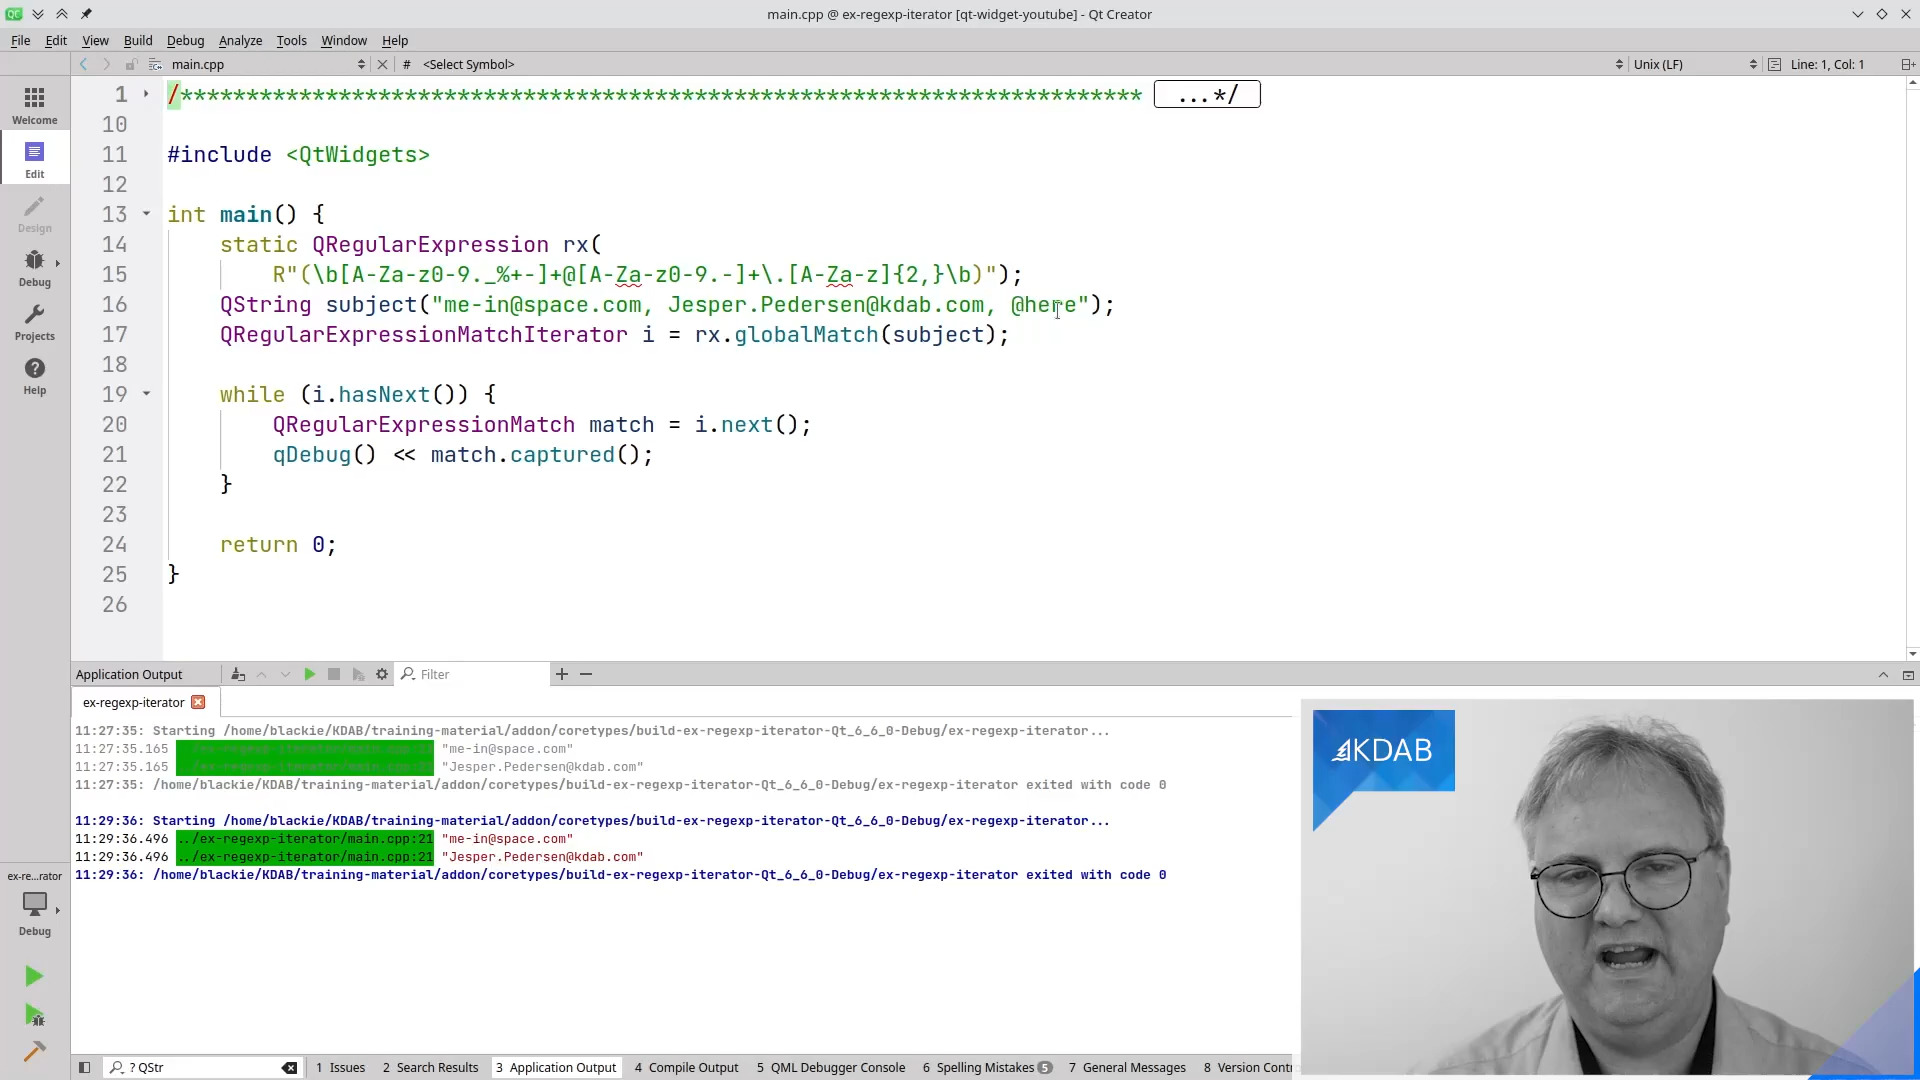 main.cpp @ ex-regexp-iterator [qt-widget-youtube] - Qt Creator
File Edit View Build Debug Analyze Tools Window Help
main.cpp # <Select Symbol> Unix (LF) Line: 1, Col: 1
Welcome
Edit
Design
Debug
Projects
Help
1 /************************************************************************* ...*/
10
11 #include <QtWidgets>
12
13 int main() {
14 static QRegularExpression rx(
15 R"(\b[A-Za-z0-9._%+-]+@[A-Za-z0-9.-]+\.[A-Za-z]{2,}\b)");
16 QString subject("me-in@space.com, Jesper.Pedersen@kdab.com, @here");
17 QRegularExpressionMatchIterator i = rx.globalMatch(subject);
18
19 while (i.hasNext()) {
20 QRegularExpressionMatch match = i.next();
21 qDebug() << match.captured();
22 }
23
24 return 0;
25 }
26
Application Output Filter
ex-regexp-iterator
11:27:35: Starting /home/blackie/KDAB/training-material/addon/coretypes/build-ex-regexp-iterator-Qt_6_6_0-Debug/ex-regexp-iterator...
11:27:35.165 ../ex-regexp-iterator/main.cpp:21 "me-in@space.com"
11:27:35.165 ../ex-regexp-iterator/main.cpp:21 "Jesper.Pedersen@kdab.com"
11:27:35: /home/blackie/KDAB/training-material/addon/coretypes/build-ex-regexp-iterator-Qt_6_6_0-Debug/ex-regexp-iterator exited with code 0
11:29:36: Starting /home/blackie/KDAB/training-material/addon/coretypes/build-ex-regexp-iterator-Qt_6_6_0-Debug/ex-regexp-iterator...
11:29:36.496 ../ex-regexp-iterator/main.cpp:21 "me-in@space.com"
11:29:36.496 ../ex-regexp-iterator/main.cpp:21 "Jesper.Pedersen@kdab.com"
11:29:36: /home/blackie/KDAB/training-material/addon/coretypes/build-ex-regexp-iterator-Qt_6_6_0-Debug/ex-regexp-iterator exited with code 0
KDAB
ex-re...rator
Debug
? QStr 1 Issues 2 Search Results 3 Application Output 4 Compile Output 5 QML Debugger Console 6 Spelling Mistakes 5 7 General Messages 8 Version Cont